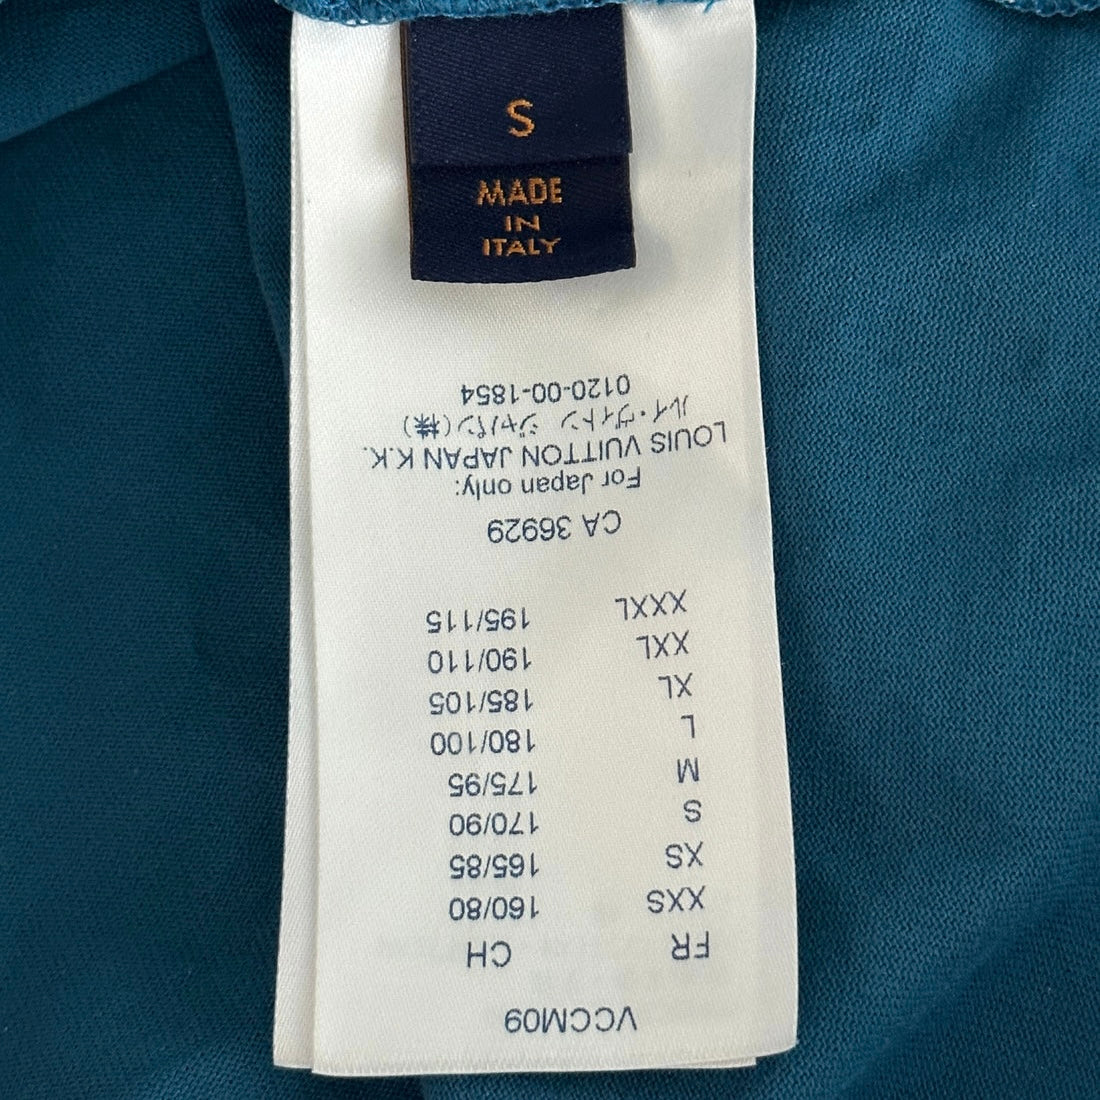 S
MADE
IN
ITALY
VCCM09
FR CH
XXS 160/80
XS 165/85
S 170/90
M 175/95
L 180/100
XL 185/105
XXL 190/110
XXXL 195/115
CA 36929
For Japan only:
LOUIS VUITTON JAPAN K.K.
ルイ・ヴィトン ジャパン(株)
0120-00-1854